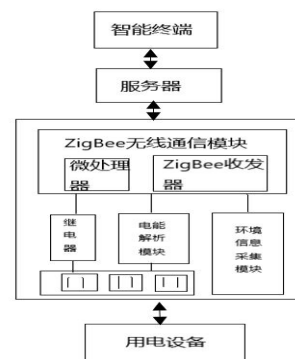 智能终端
服务器
ZigBee无线通信模块
微处理
器
ZigBee收发
器
继
电
器
电能
解析
模块
环境
信息
采集
模块
用电设备